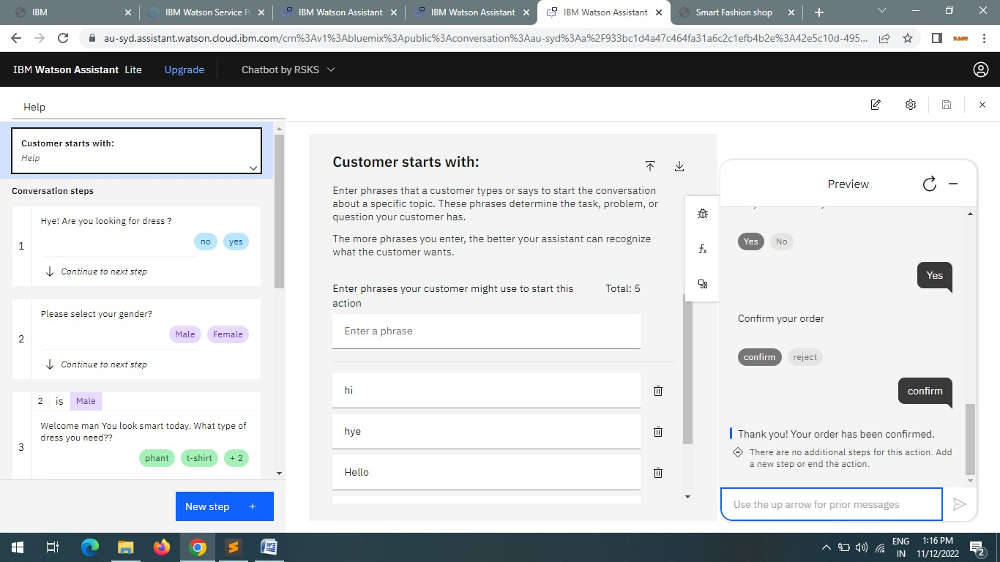 IBM
IBM Watson Service Pa
IBM Watson Assistant
IBM Watson Assistant
IBM Watson Assistant
Smart Fashion shop
au-syd.assistant.watson.cloud.ibm.com/crn%3Av1%3Abluemix%3Apublic%3Aconversation%3Aau-syd%3Aa%2F933bc1d4a47c464fa31a6c2c1efb4b2e%3A42e5c10d-495...
IBM Watson Assistant Lite
Upgrade
Chatbot by RSKS
Help
Customer starts with:
Help
Conversation steps
1
Hye! Are you looking for dress ?
no
yes
Continue to next step
2
Please select your gender?
Male
Female
Continue to next step
2 is Male
3
Welcome man You look smart today. What type of
dress you need??
phant
t-shirt
+ 2
New step +
Customer starts with:
Enter phrases that a customer types or says to start the conversation
about a specific topic. These phrases determine the task, problem, or
question your customer has.
The more phrases you enter, the better your assistant can recognize
what the customer wants.
Enter phrases your customer might use to start this
action
Total: 5
Enter a phrase
hi
hye
Hello
Preview
Yes
No
Yes
Confirm your order
confirm
reject
confirm
Thank you! Your order has been confirmed.
There are no additional steps for this action. Add
a new step or end the action.
Use the up arrow for prior messages
ENG
IN
1:16 PM
11/12/2022
2